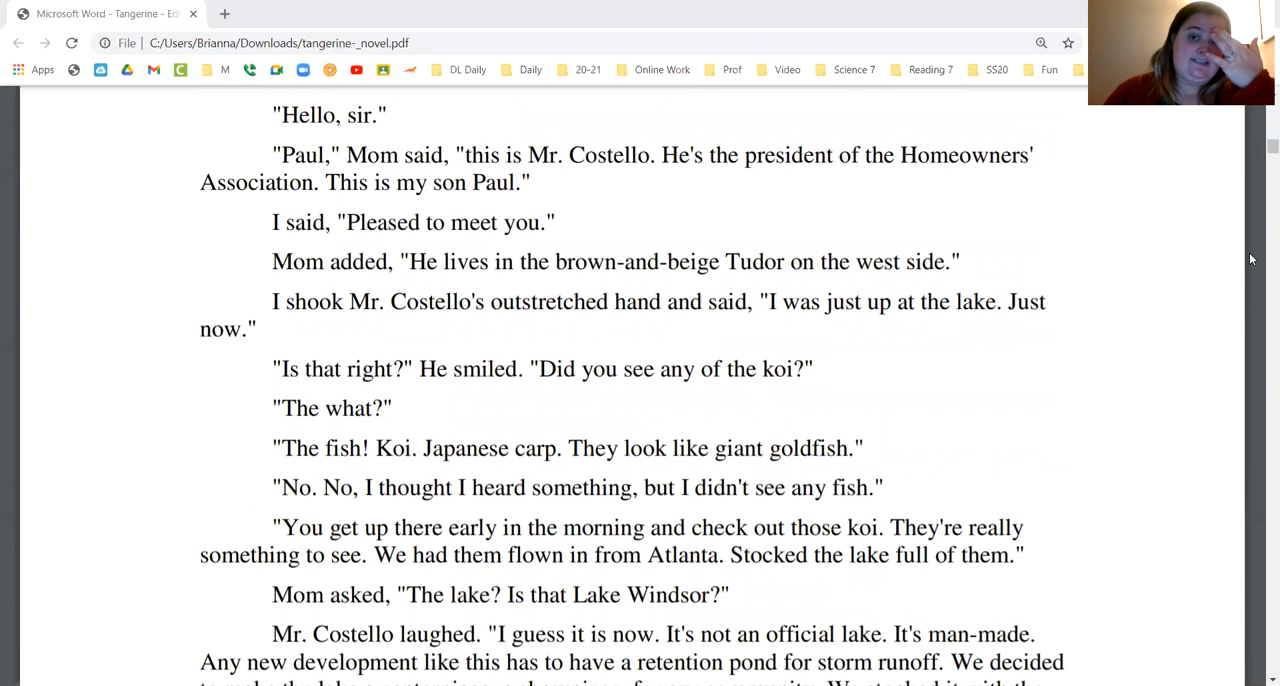 Microsoft Word - Tangerine - Ed
File
C:/Users/Brianna/Downloads/tangerine-_novel.pdf
Apps M DL Daily Daily 20-21 Online Work Prof Video Science 7 Reading 7 SS20 Fun
"Hello, sir."
"Paul," Mom said, "this is Mr. Costello. He's the president of the Homeowners'
Association. This is my son Paul."
I said, "Pleased to meet you."
Mom added, "He lives in the brown-and-beige Tudor on the west side."
I shook Mr. Costello's outstretched hand and said, "I was just up at the lake. Just
now."
"Is that right?" He smiled. "Did you see any of the koi?"
"The what?"
"The fish! Koi. Japanese carp. They look like giant goldfish."
"No. No, I thought I heard something, but I didn't see any fish."
"You get up there early in the morning and check out those koi. They're really
something to see. We had them flown in from Atlanta. Stocked the lake full of them."
Mom asked, "The lake? Is that Lake Windsor?"
Mr. Costello laughed. "I guess it is now. It's not an official lake. It's man-made.
Any new development like this has to have a retention pond for storm runoff. We decided